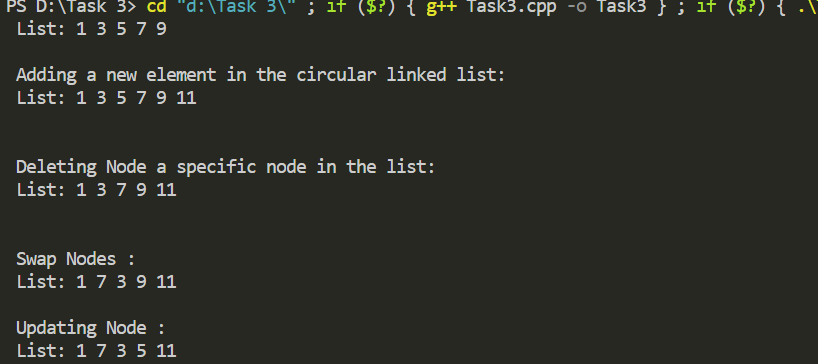 PS D:\Task 3> cd "d:\Task 3\" ; if ($?) { g++ Task3.cpp -o Task3 } ; if ($?) { .\
List: 1 3 5 7 9
Adding a new element in the circular linked list:
List: 1 3 5 7 9 11
Deleting Node a specific node in the list:
List: 1 3 7 9 11
Swap Nodes :
List: 1 7 3 9 11
Updating Node :
List: 1 7 3 5 11